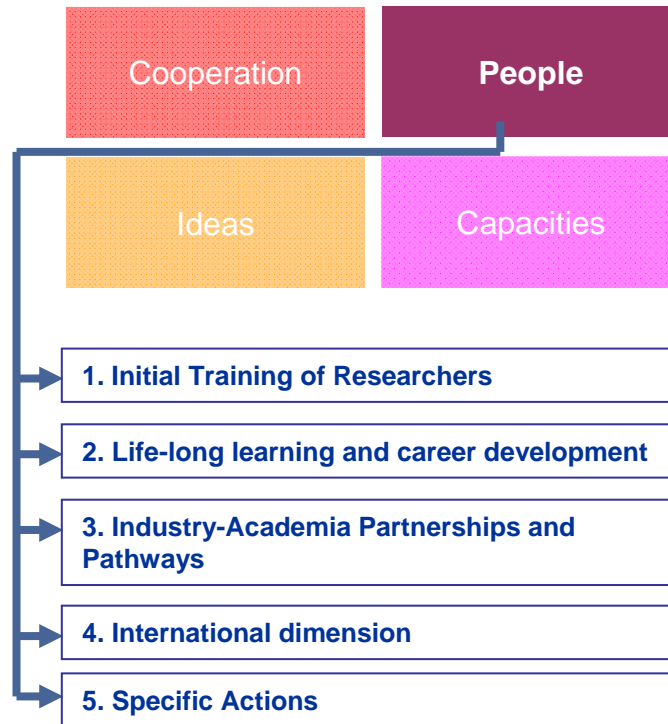 Cooperation
People
Ideas
Capacities
1. Initial Training of Researchers
2. Life-long learning and career development
3. Industry-Academia Partnerships and
Pathways
4. International dimension
5. Specific Actions